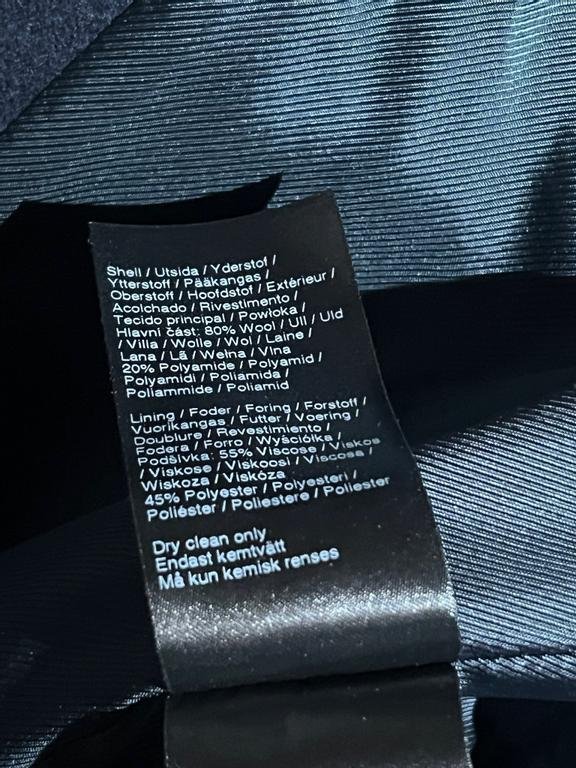 Shell / Utsida / Yderstof /
Ytterstoff / Pääkangas /
Oberstoff / Hoofdstof / Extérieur /
Acolchado / Rivestimento /
Tecido principal / Powłoka /
Hlavní část: 80% Wool / Ull / Uld
/ Villa / Wolle / Wol / Laine /
Lana / Lã / Wełna / Vlna
20% Polyamide / Polyamid /
Polyamidi / Poliamida /
Poliammide / Poliamid
Lining / Foder / Foring / Forstoff /
Vuorikangas / Futter / Voering /
Doublure / Revestimiento /
Fodera / Forro / Wyściółka /
Podšívka: 55% Viscose / Viskos
/ Viskose / Viskoosi / Viscosa /
Wiskoza / Viskóza
45% Polyester / Polyesteri /
Poliéster / Poliestere / Poliester
Dry clean only
Endast kemtvätt
Må kun kemisk renses